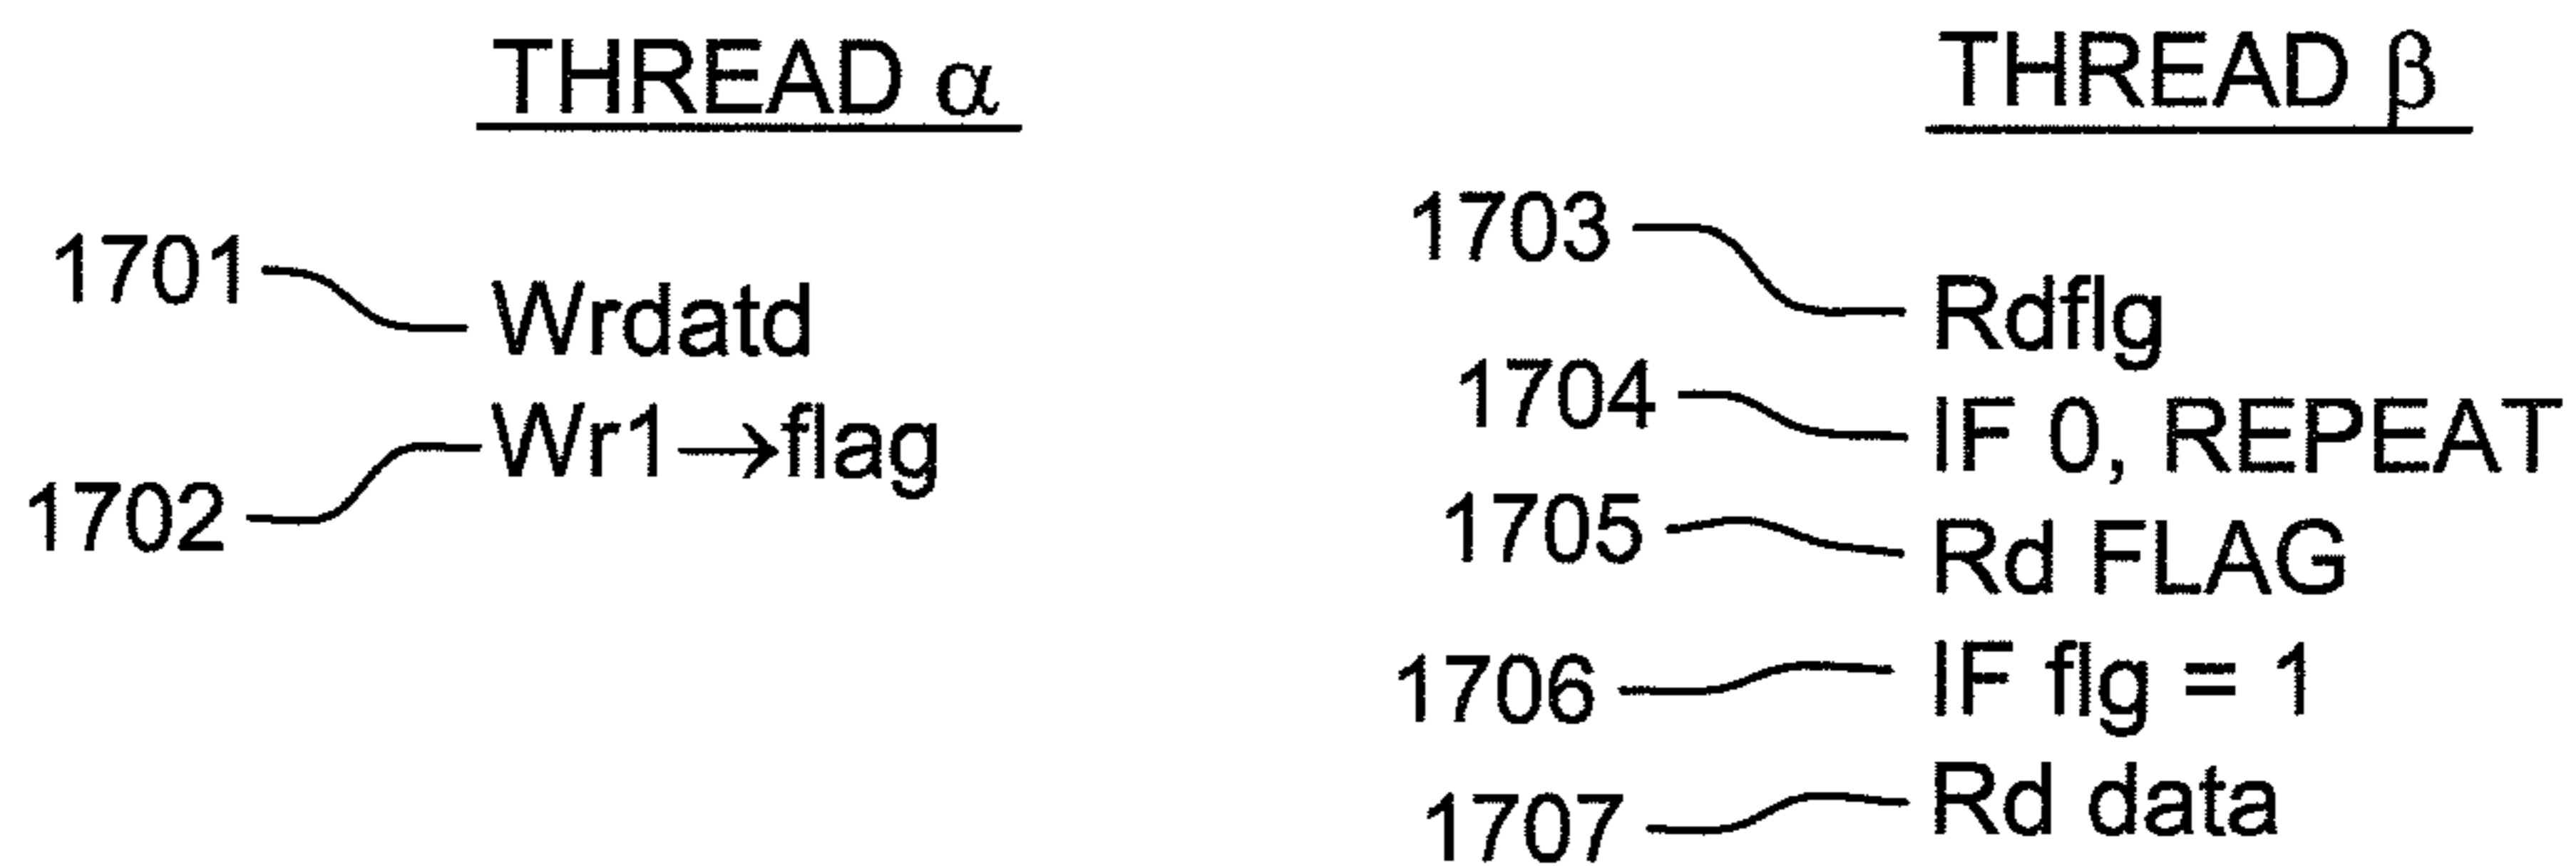 THREAD α
1701 Wrdatd
1702 Wr1→flag
THREAD β
1703 Rdflg
1704 IF 0, REPEAT
1705 Rd FLAG
1706 IF flg = 1
1707 Rd data